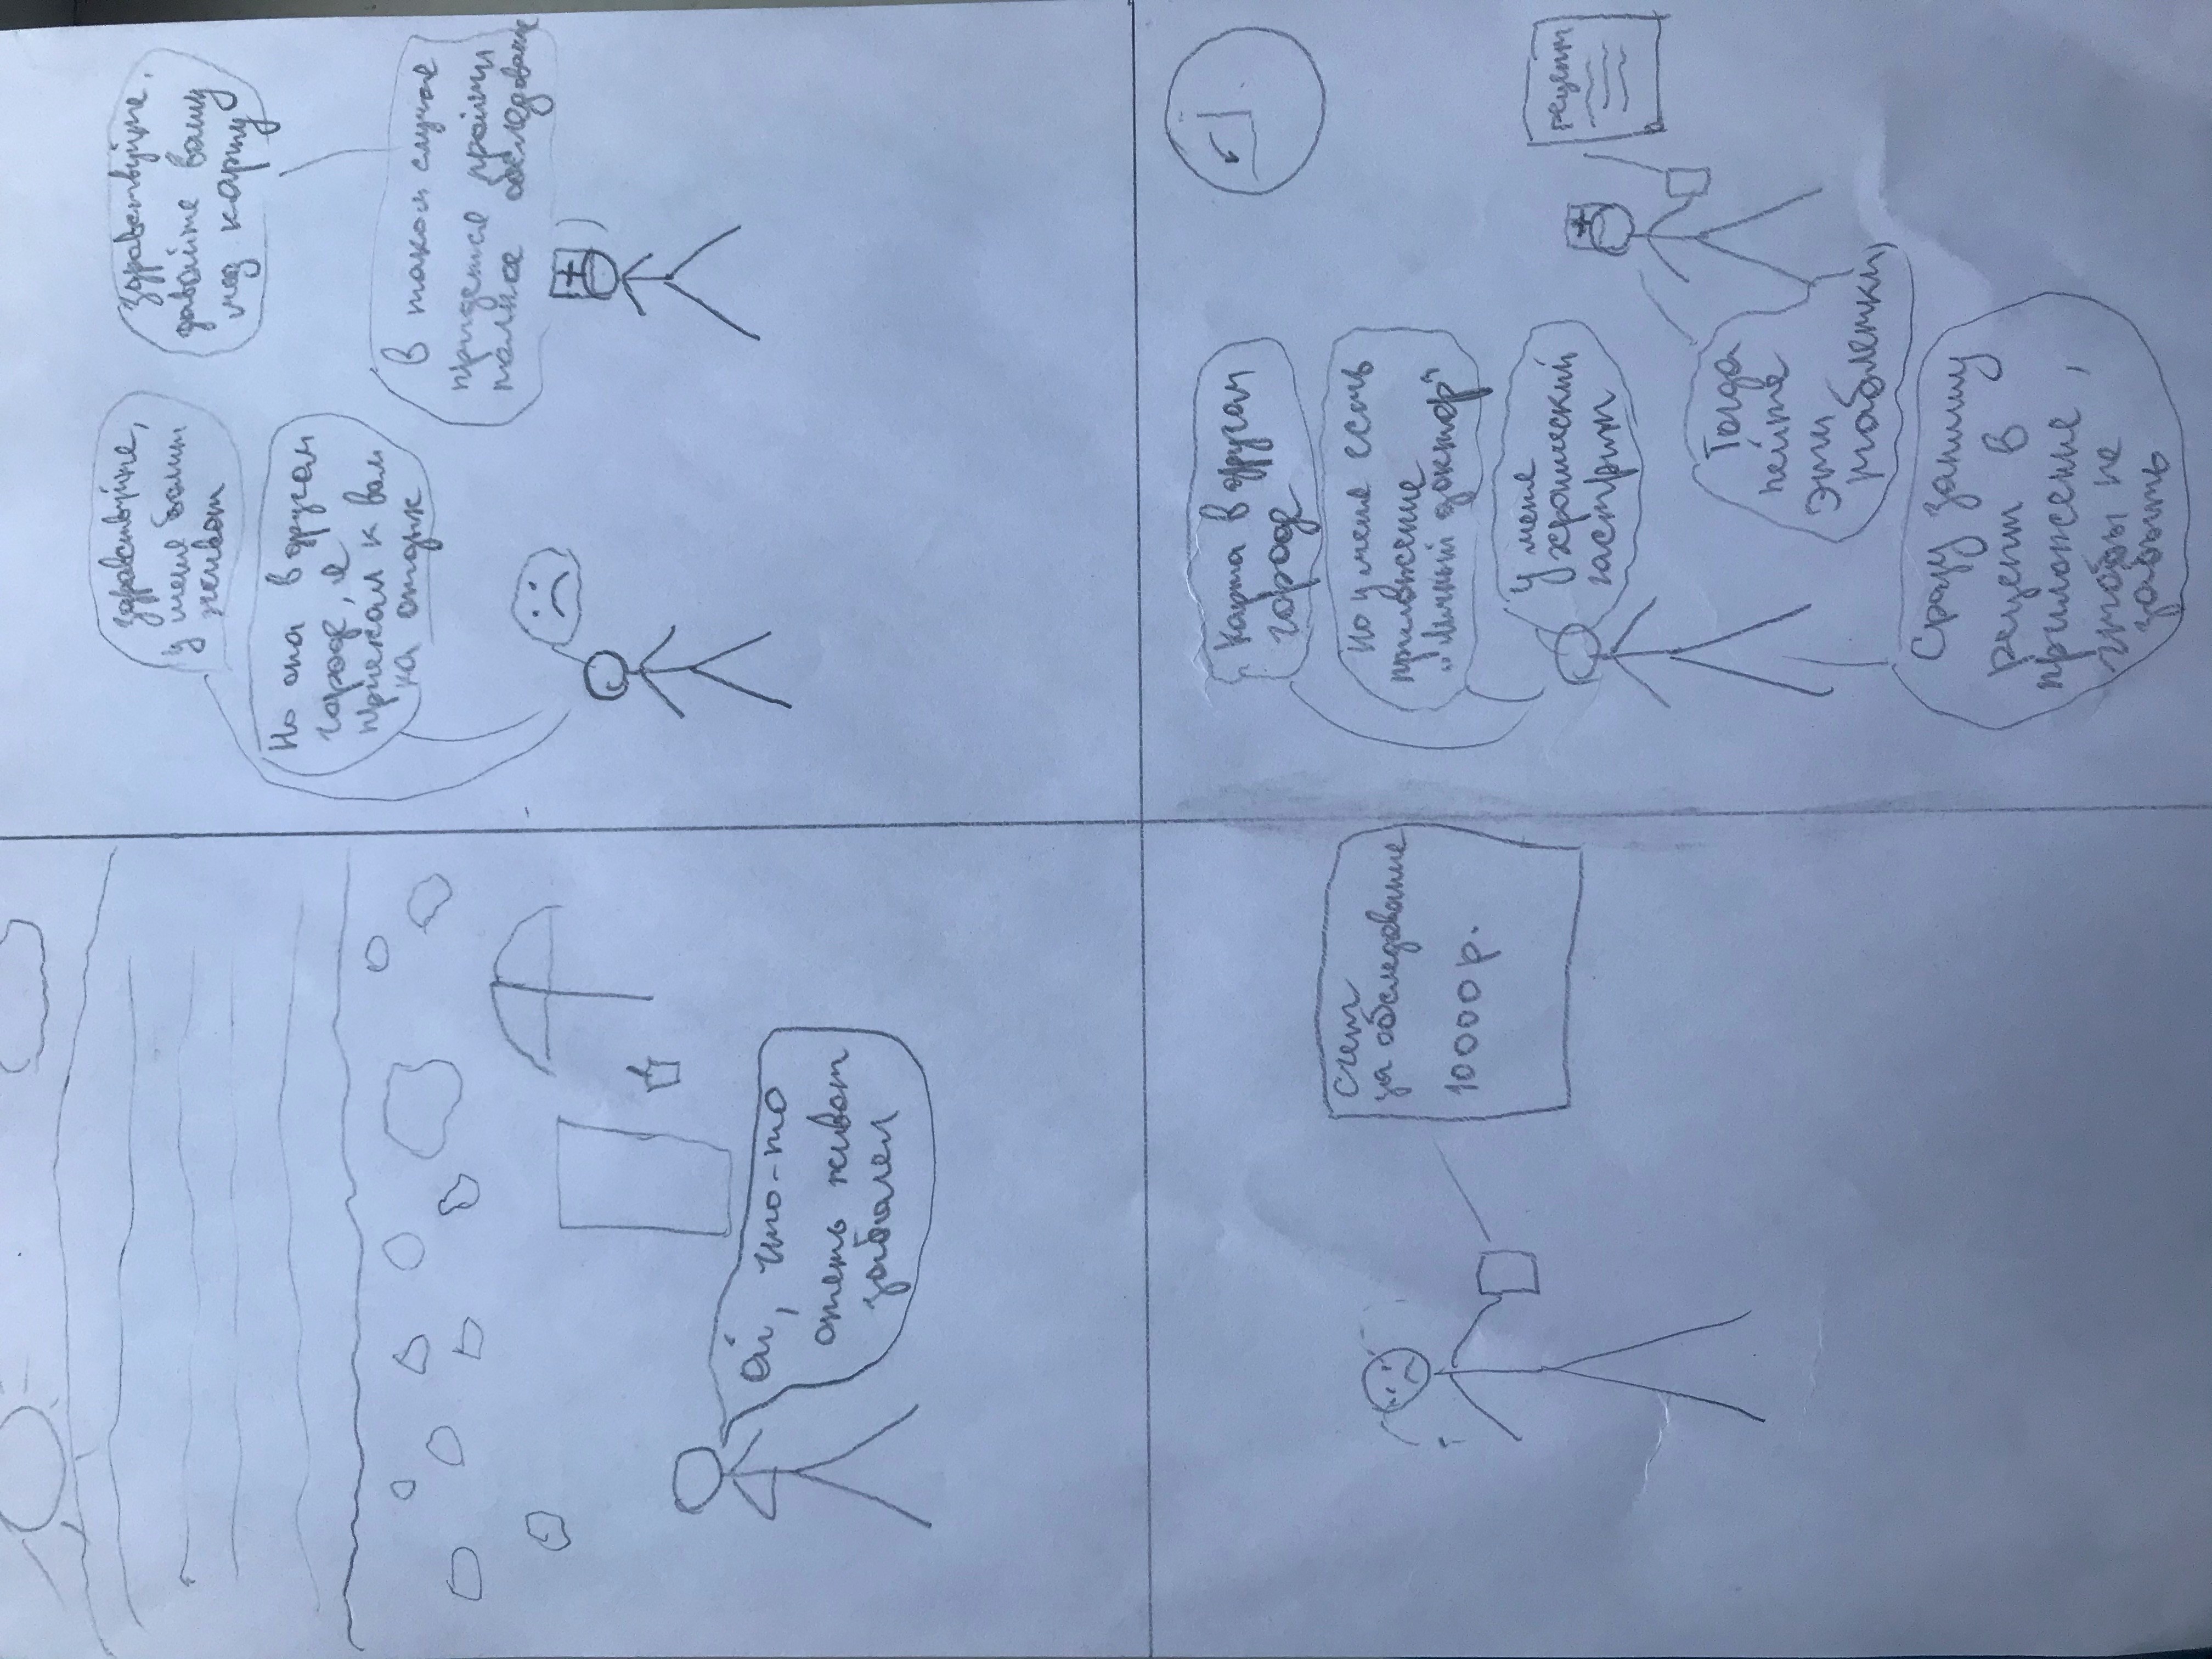 ой, что-то
опять живот
заболел
здравствуйте,
у меня болит
живот
здравствуйте,
давайте вашу
мед карту
Но она в другом
городе, я
приехал к вам
на отдых
В таком случае
придется пройти
полное обследование
Счет
за обследование
10000 р.
Карта в другом
городе
Но у меня есть
приложение
"Личный доктор"
У меня
хронический
гастрит
рецепт
Тогда
пейте
эти
таблетки
Сразу запишу
рецепт в
приложение,
чтобы не
забыть